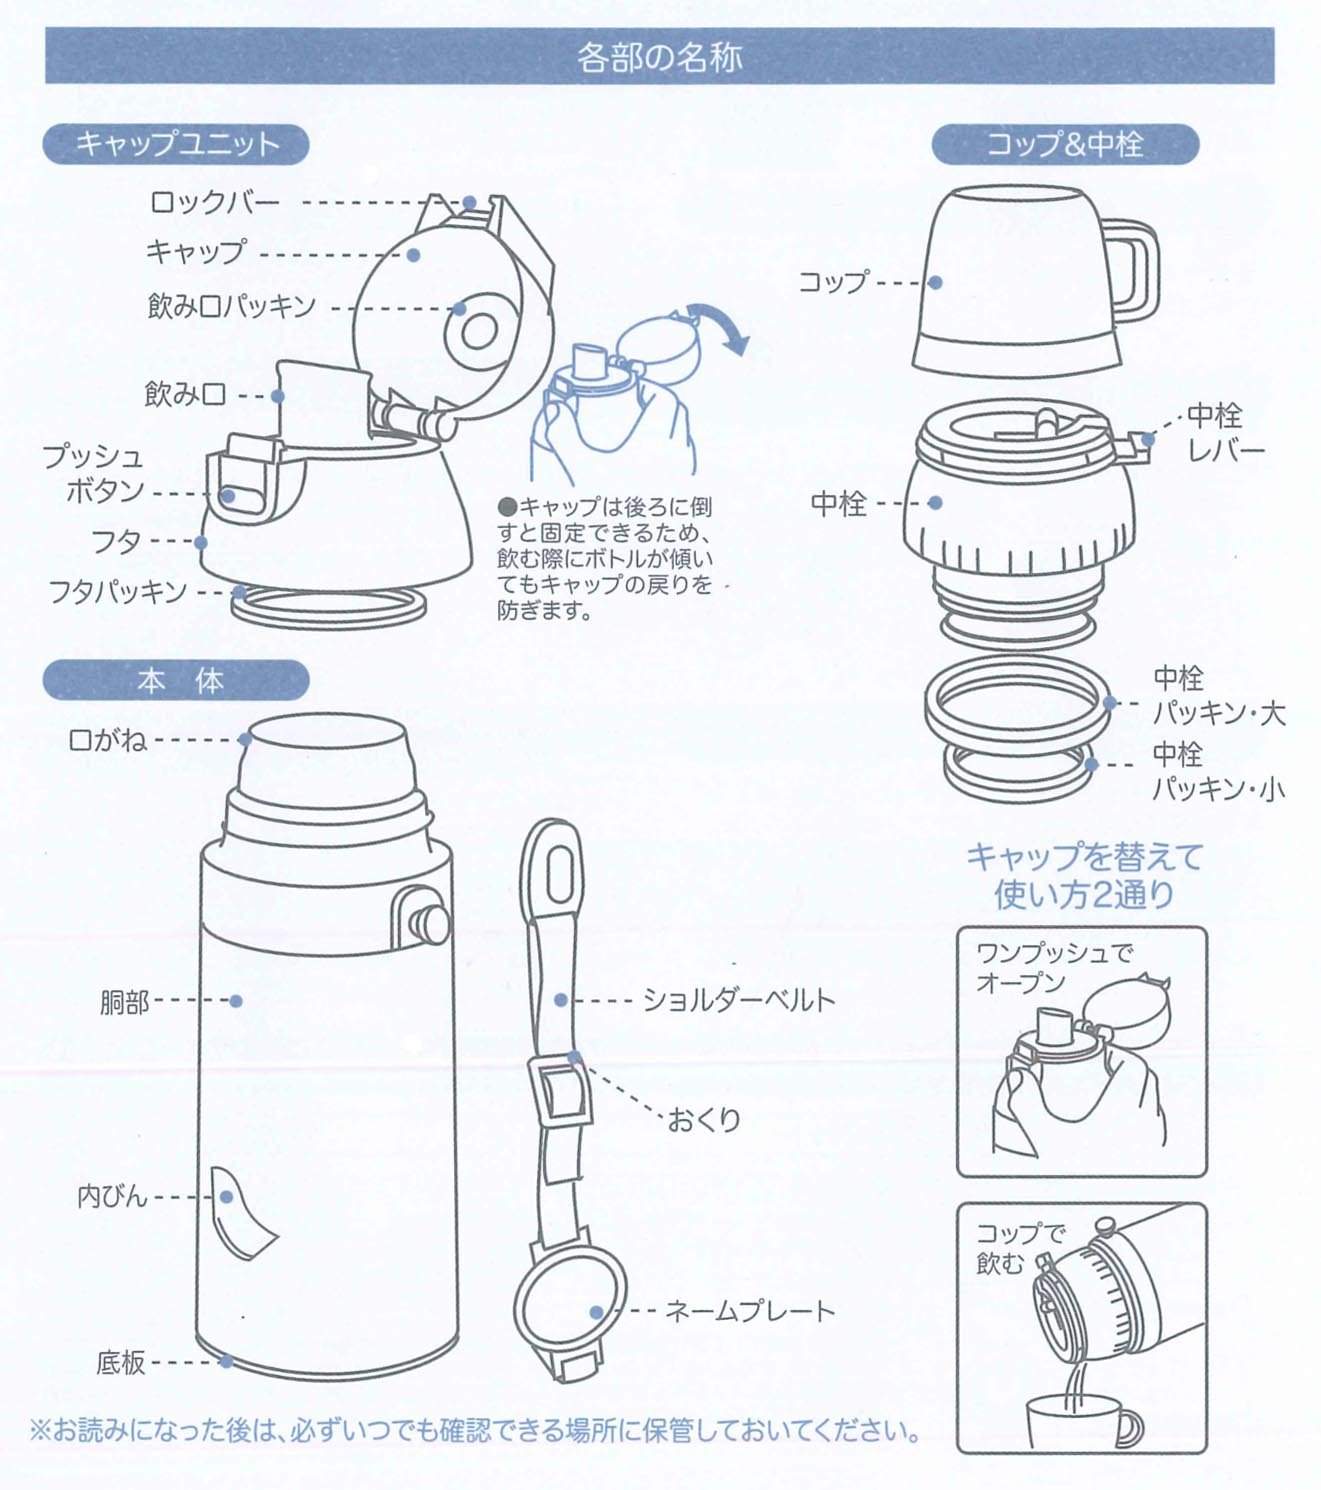 各部の名称
キャップユニット
ロックバー
キャップ
飲み口パッキン
飲み口
プッシュ
ボタン
フタ
フタパッキン
●キャップは後ろに倒
すと固定できるため、
飲む際にボトルが傾い
てもキャップの戻りを
防ぎます。
コップ&中栓
コップ
中栓
レバー
中栓
中栓
パッキン・大
中栓
パッキン・小
本 体
口がね
胴部
内びん
底板
ショルダーベルト
おくり
ネームプレート
キャップを替えて
使い方2通り
ワンプッシュで
オープン
コップで
飲む
※お読みになった後は、必ずいつでも確認できる場所に保管しておいてください。